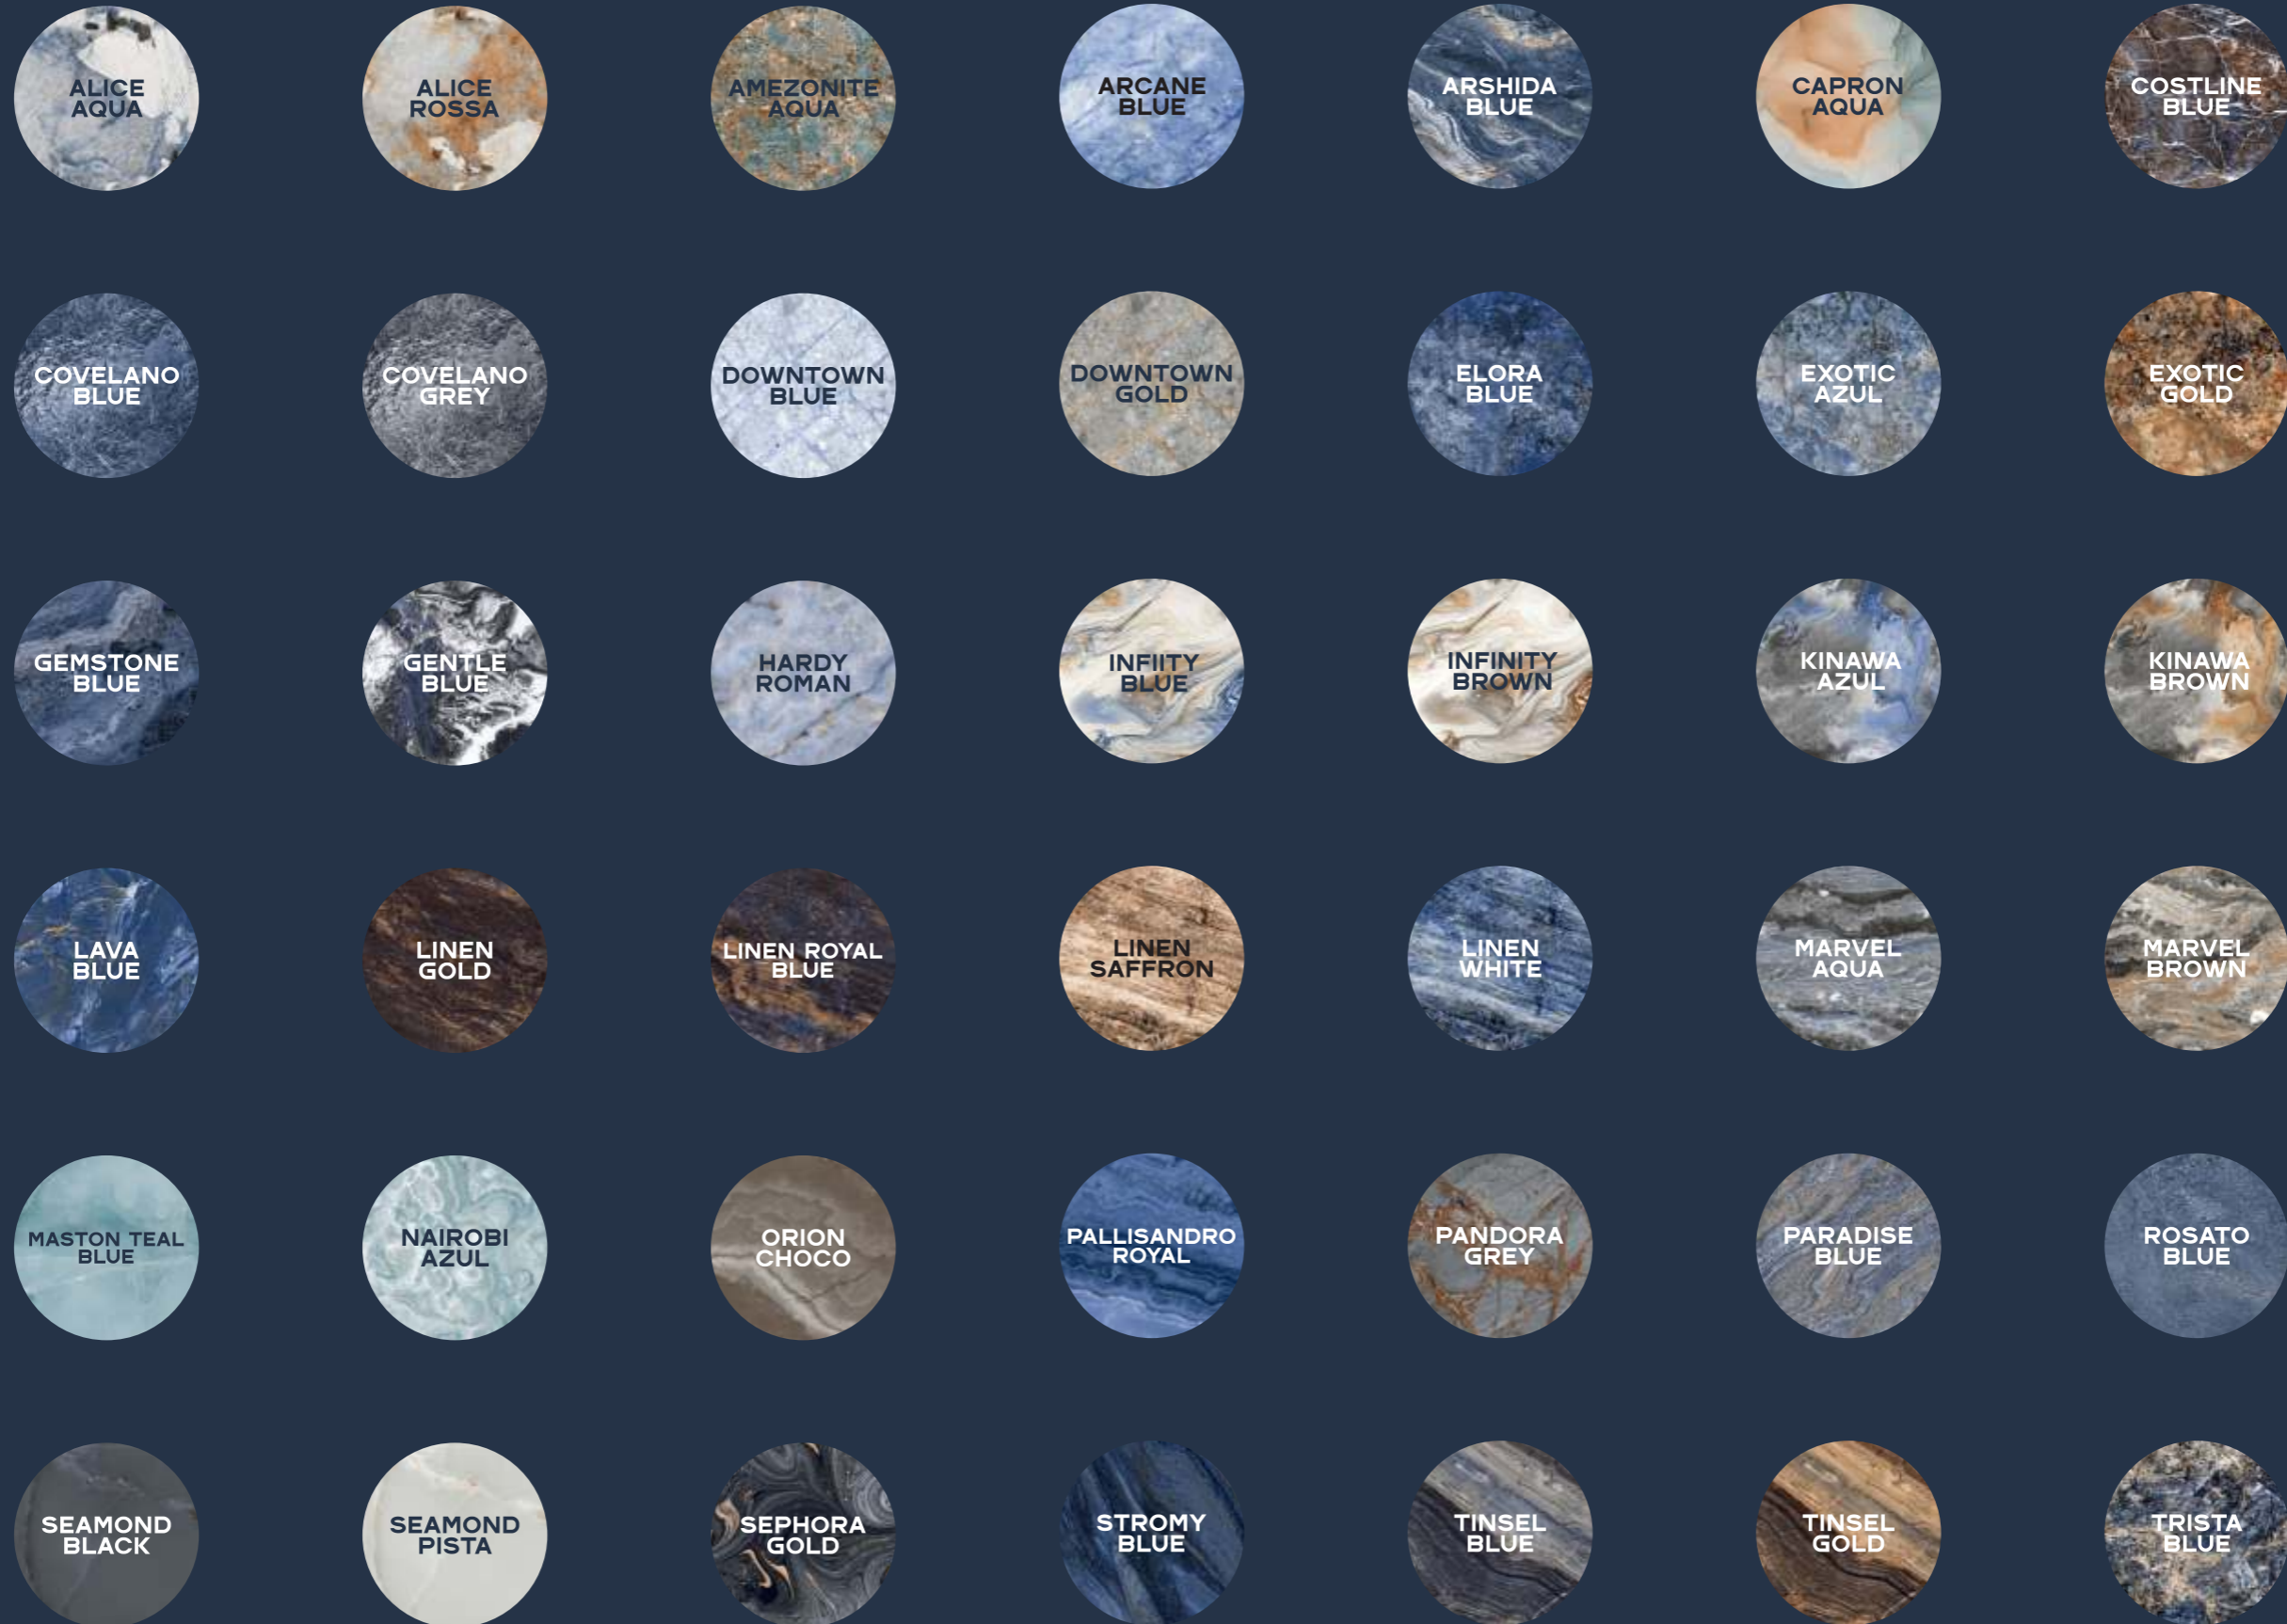 ALICE
AQUA
ALICE
ROSSA
AMEZONITE
AQUA
ARCANE
BLUE
ARSHIDA
BLUE
CAPRON
AQUA
COSTLINE
BLUE
COVELANO
BLUE
COVELANO
GREY
DOWNTOWN
BLUE
DOWNTOWN
GOLD
ELORA
BLUE
EXOTIC
AZUL
EXOTIC
GOLD
GEMSTONE
BLUE
GENTLE
BLUE
HARDY
ROMAN
INFIITY
BLUE
INFINITY
BROWN
KINAWA
AZUL
KINAWA
BROWN
LAVA
BLUE
LINEN
GOLD
LINEN ROYAL
BLUE
LINEN
SAFFRON
LINEN
WHITE
MARVEL
AQUA
MARVEL
BROWN
MASTON TEAL
BLUE
NAIROBI
AZUL
ORION
CHOCO
PALLISANDRO
ROYAL
PANDORA
GREY
PARADISE
BLUE
ROSATO
BLUE
SEAMOND
BLACK
SEAMOND
PISTA
SEPHORA
GOLD
STROMY
BLUE
TINSEL
BLUE
TINSEL
GOLD
TRISTA
BLUE